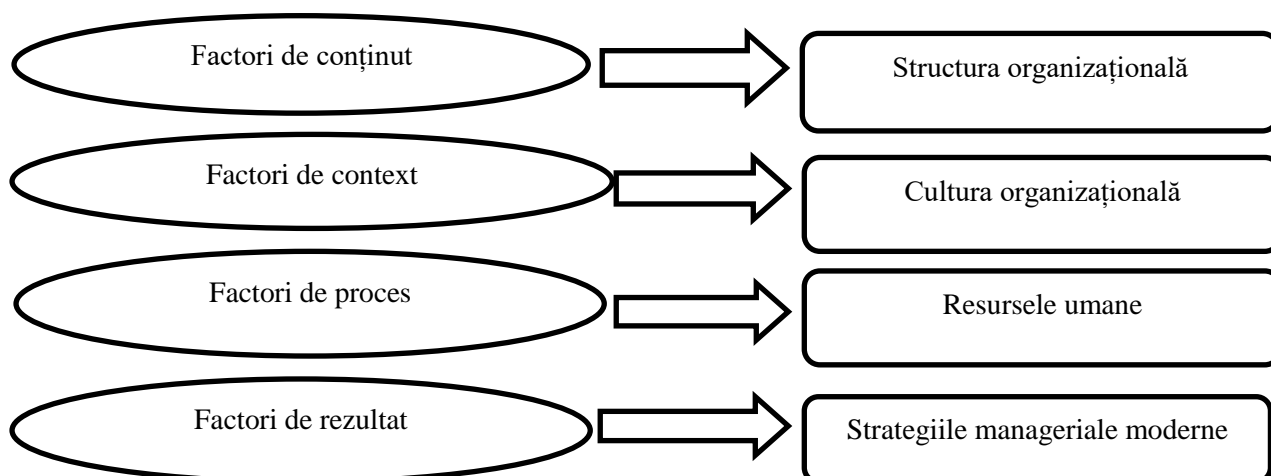 Factori de conținut
Structura organizațională
Factori de context
Cultura organizațională
Factori de proces
Resursele umane
Factori de rezultat
Strategiile manageriale moderne